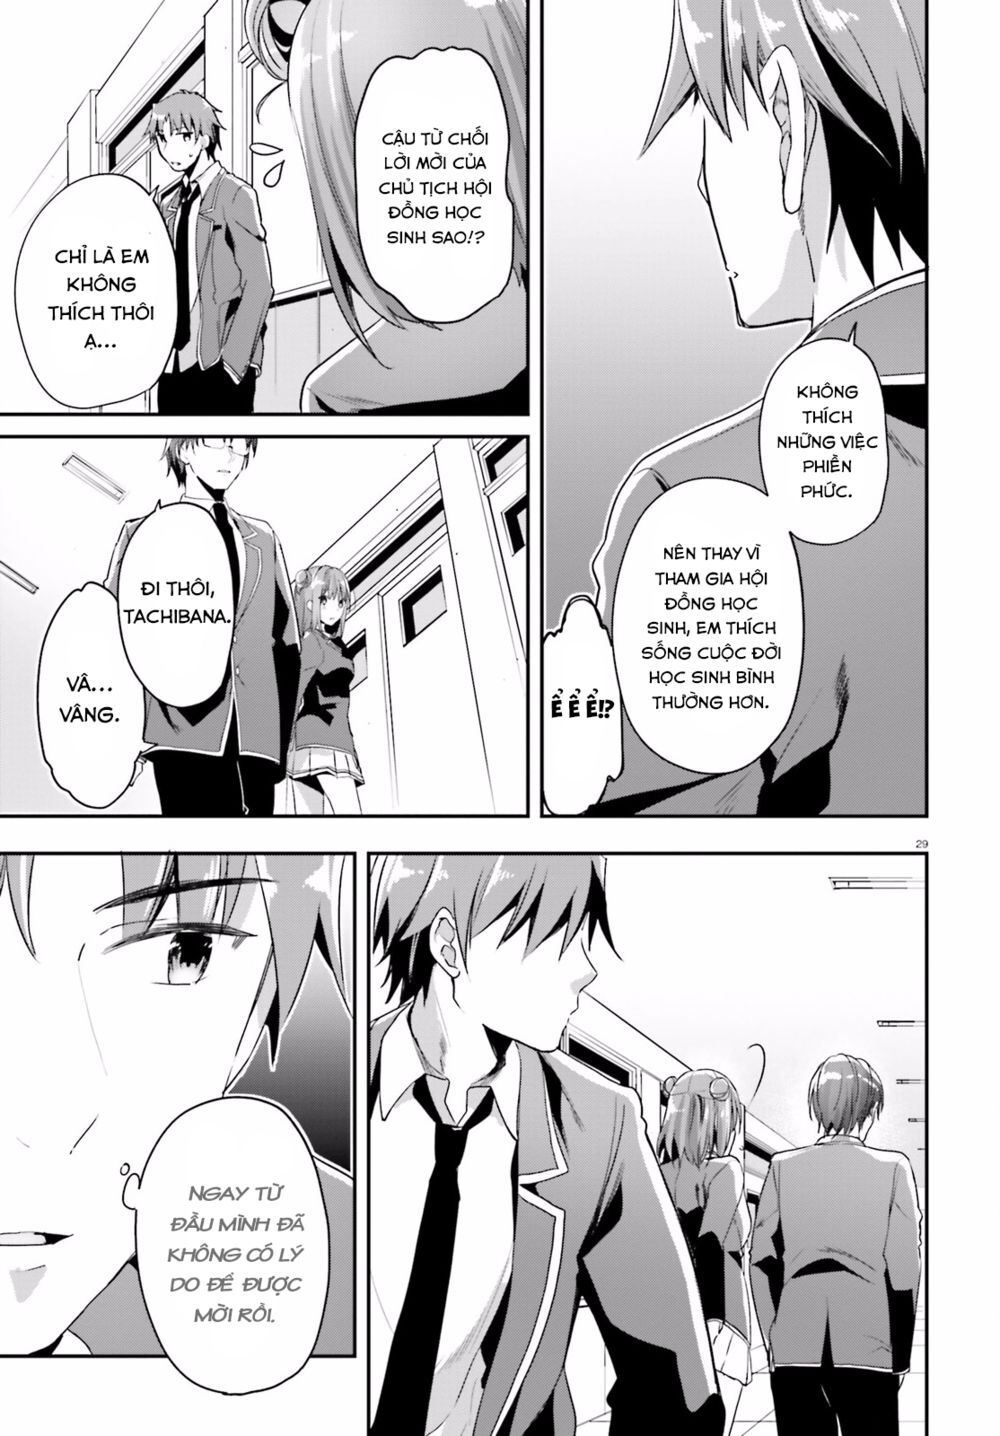 KHÔNG
THÍCH
NHỮNG VIỆC
PHIỀN
PHỨC.
NÊN THAY VÌ
THAM GIA HỘI
ĐỒNG HỌC
SINH, EM THÍCH
SỐNG CUỘC ĐỜI
HỌC SINH BÌNH
THƯỜNG HƠN.
Ể Ể Ể!?
CẬU TỪ CHỐI
LỜI MỜI CỦA
CHỦ TỊCH HỘI
ĐỒNG HỌC
SINH SAO!?
CHỈ LÀ EM
KHÔNG
THÍCH THÔI
Ạ...
ĐI THÔI,
TACHIBANA.
VÂ...
VÂNG.
29
NGAY TỪ
ĐẦU MÌNH ĐÃ
KHÔNG CÓ LÝ
DO ĐỂ ĐƯỢC
MỜI RỒI.